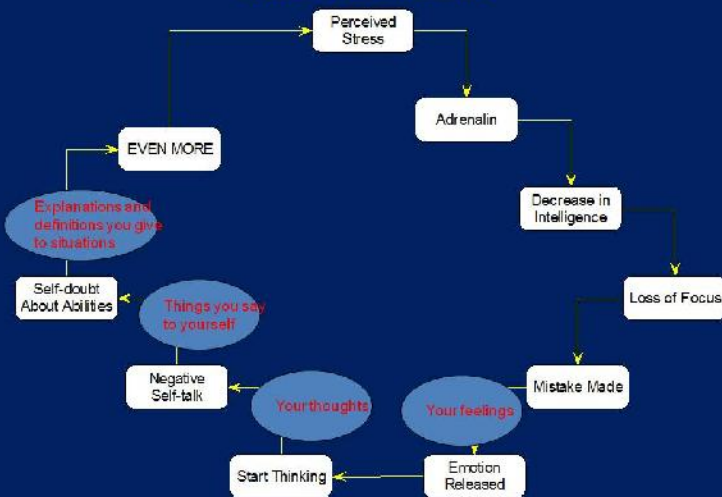 Perceived
Stress
Adrenalin
Decrease in
Intelligence
Loss of Focus
Mistake Made
Your feelings
Emotion
Released
Start Thinking
Your thoughts
Negative
Self-talk
Things you say
to yourself
Self-doubt
About Abilities
Explanations and
definitions you give
to situations
EVEN MORE